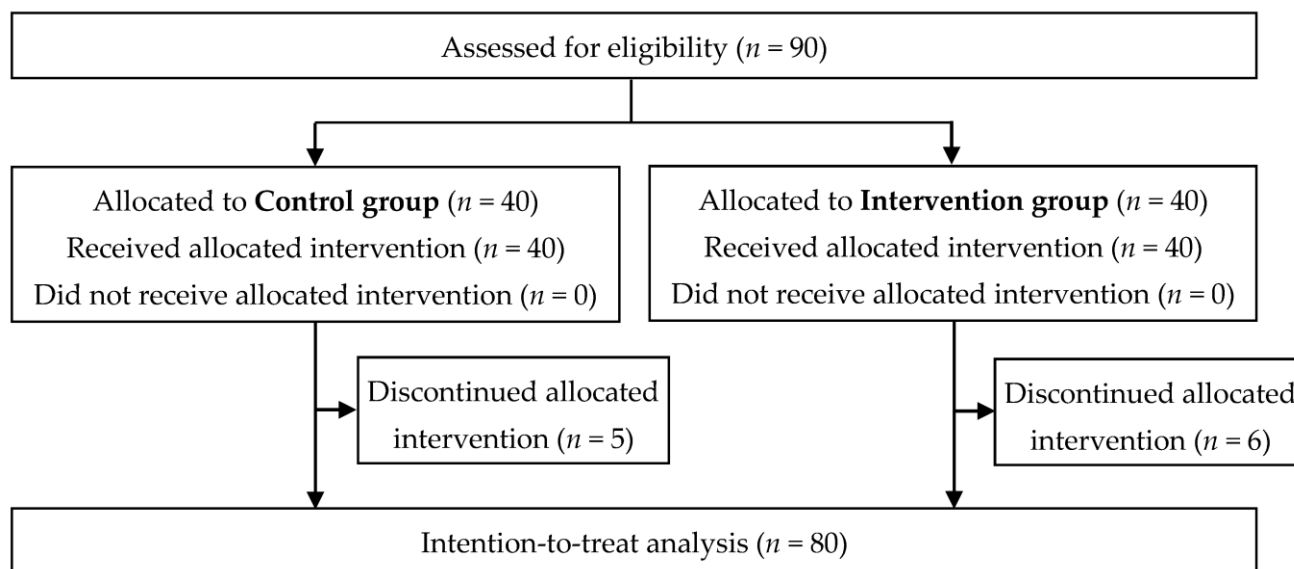 Assessed for eligibility (n = 90)
Allocated to Control group (n = 40)
Received allocated intervention (n = 40)
Did not receive allocated intervention (n = 0)
Allocated to Intervention group (n = 40)
Received allocated intervention (n = 40)
Did not receive allocated intervention (n = 0)
Discontinued allocated
intervention (n = 5)
Discontinued allocated
intervention (n = 6)
Intention-to-treat analysis (n = 80)